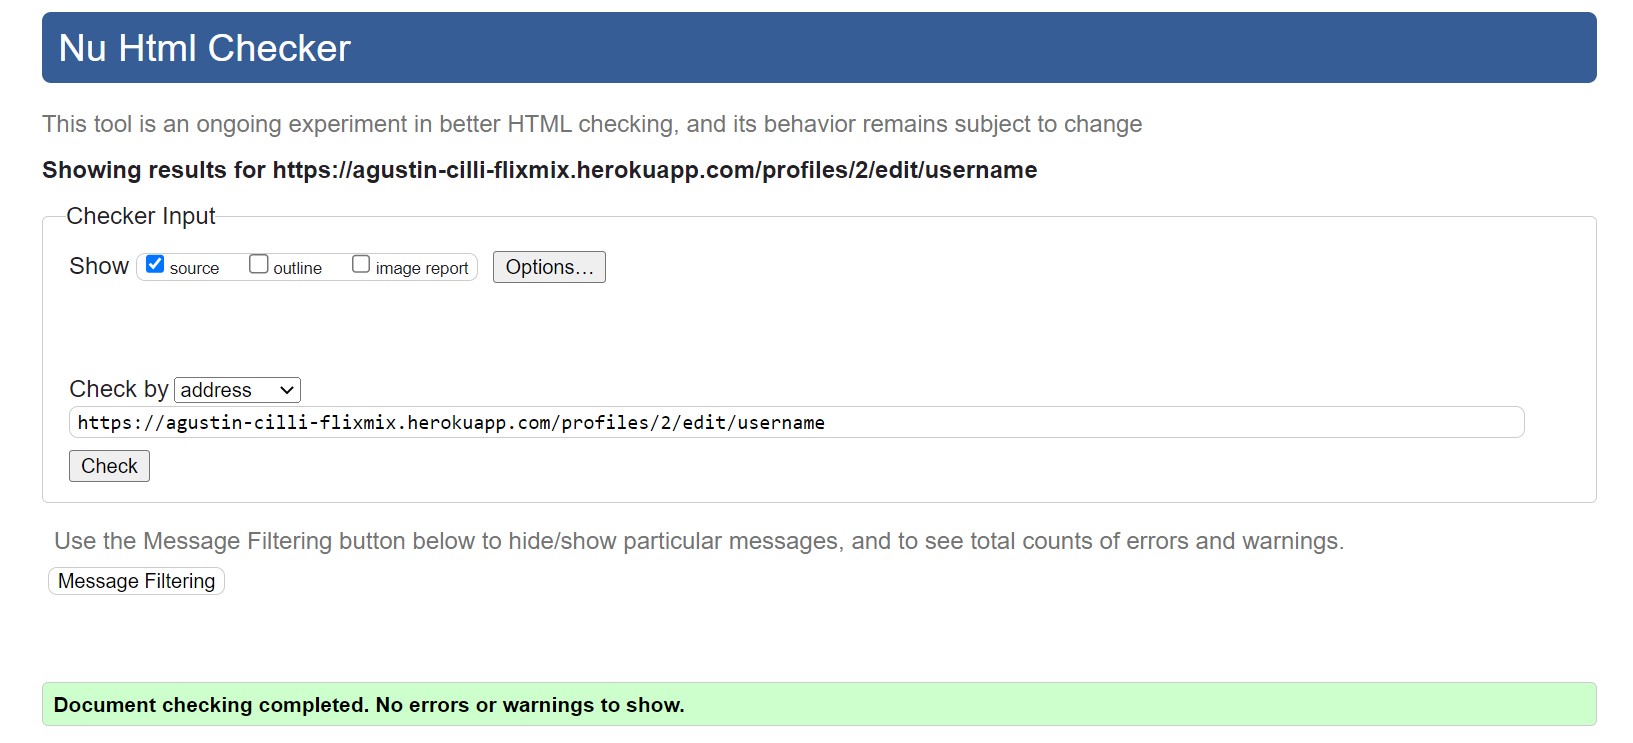 Nu Html Checker
This tool is an ongoing experiment in better HTML checking, and its behavior remains subject to change
Showing results for https://agustin-cilli-flixmix.herokuapp.com/profiles/2/edit/username
Checker Input
Show source outline image report Options...
Check by address
https://agustin-cilli-flixmix.herokuapp.com/profiles/2/edit/username
Check
Use the Message Filtering button below to hide/show particular messages, and to see total counts of errors and warnings.
Message Filtering
Document checking completed. No errors or warnings to show.